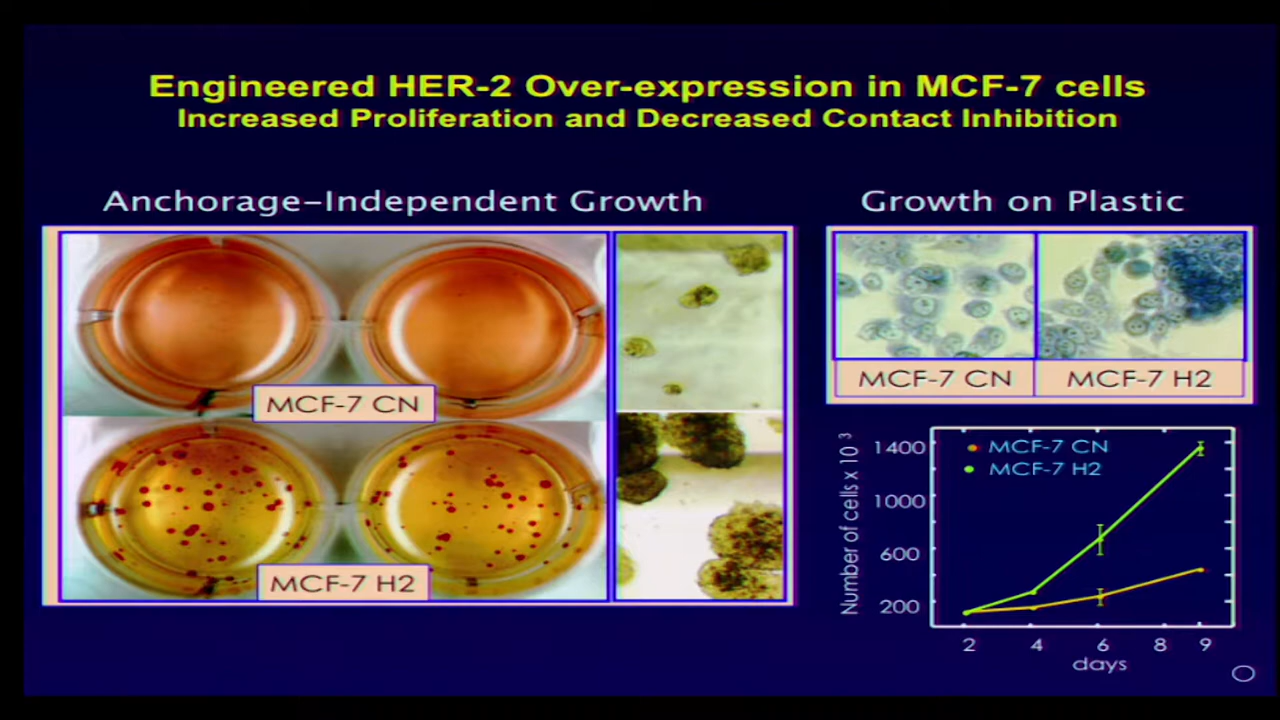 Engineered HER-2 Over-expression in MCF-7 cells
Increased Proliferation and Decreased Contact Inhibition
Anchorage-Independent Growth
Growth on Plastic
MCF-7 CN
MCF-7 H2
MCF-7 CN
MCF-7 H2
Number of cells x 10 3
1400
1000
600
200
MCF-7 CN
MCF-7 H2
2 4 6 8 9
days